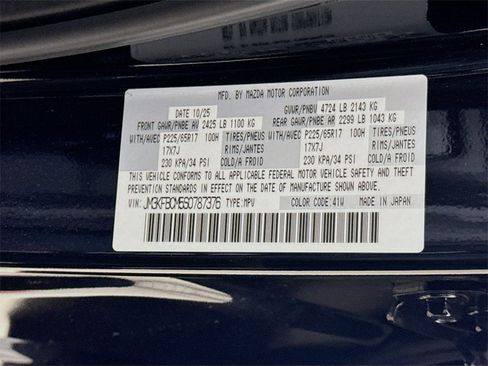 MFD. BY MAZDA MOTOR CORPORATION
DATE 10/25 GVWR/PNBV 4724 LB 2143 KG
FRONT GAWR/PNBE AV 2425 LB 1100 KG REAR GAWR/PNBE AR 2299 LB 1043 KG
WITH/AVEC P225/65R17 100H TIRES/PNEUS WITH/AVEC P225/65R17 100H TIRES/PNEUS
17X7J RIMS/JANTES 17X7J RIMS/JANTES
230 KPA/34 PSI COLD/A FROID 230 KPA/34 PSI COLD/A FROID
THIS VEHICLE CONFORMS TO ALL APPLICABLE FEDERAL MOTOR VEHICLE SAFETY AND THEFT
PREVENTION STANDARDS IN EFFECT ON THE DATE OF MANUFACTURE SHOWN ABOVE.
VIN: JM3KFBCM5S0787376 TYPE:MPV COLOR CODE:41W MADE IN JAPAN